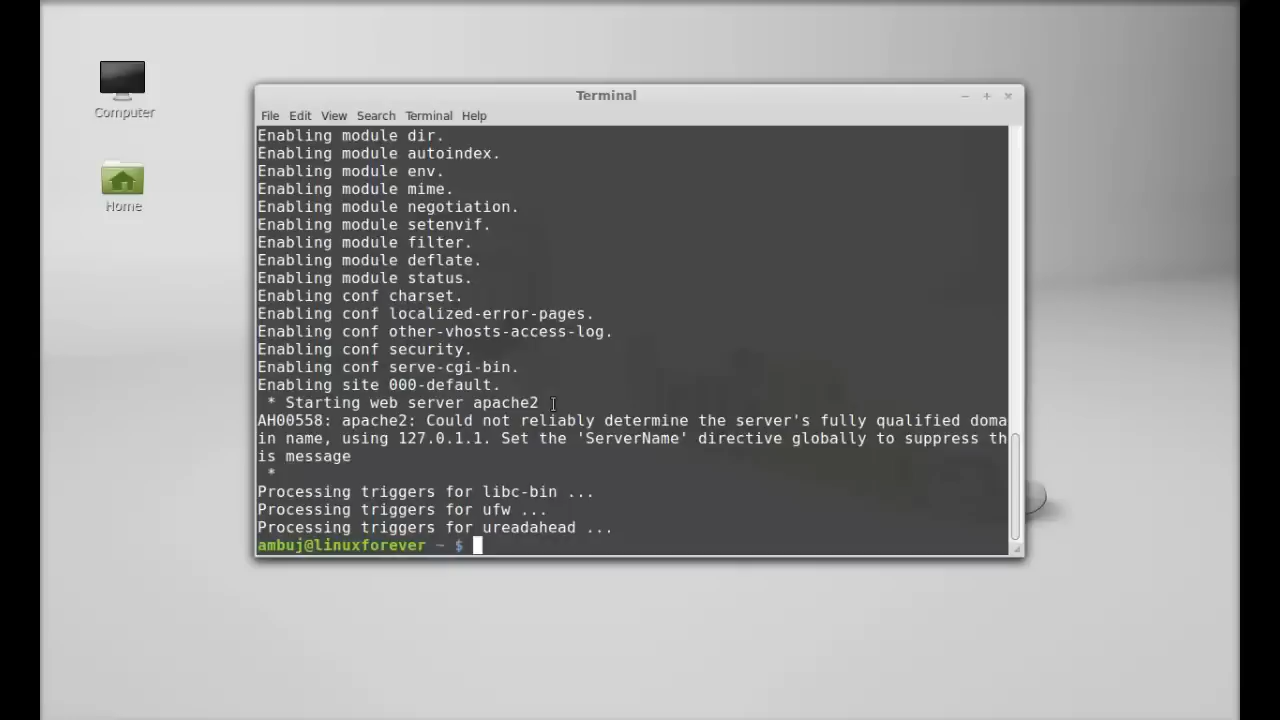 Computer
Home
Terminal
File Edit View Search Terminal Help
Enabling module dir.
Enabling module autoindex.
Enabling module env.
Enabling module mime.
Enabling module negotiation.
Enabling module setenvif.
Enabling module filter.
Enabling module deflate.
Enabling module status.
Enabling conf charset.
Enabling conf localized-error-pages.
Enabling conf other-vhosts-access-log.
Enabling conf security.
Enabling conf serve-cgi-bin.
Enabling site 000-default.
* Starting web server apache2
AH00558: apache2: Could not reliably determine the server's fully qualified doma
in name, using 127.0.1.1. Set the 'ServerName' directive globally to suppress th
is message
*
Processing triggers for libc-bin ...
Processing triggers for ufw ...
Processing triggers for ureadahead ...
ambuj@linuxforever ~ $